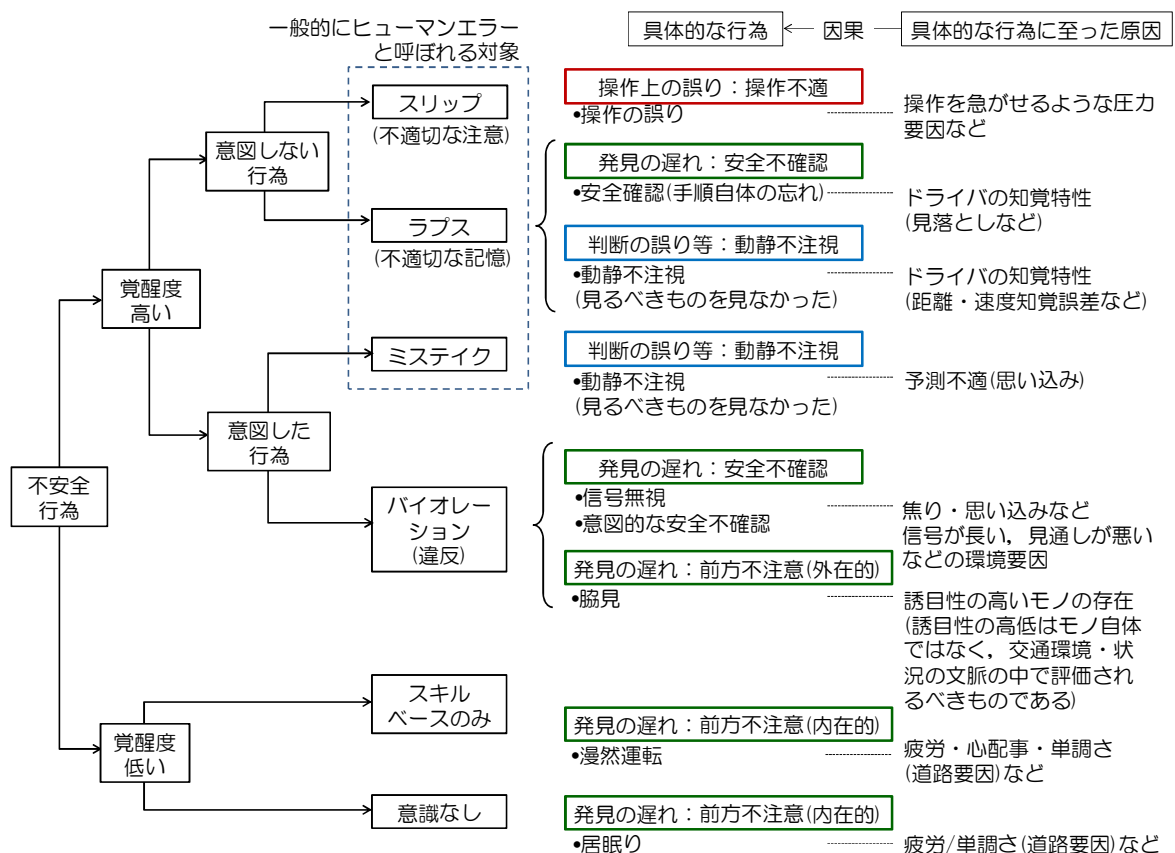 一般的にヒューマンエラー
と呼ぼれる対象
具体的な行為
因果
具体的な行為に至った原因
不安全
行為
覚醒度
高い
意図しない
行為
スリップ
(不適切な注意)
操作上の誤り：操作不適
•操作の誤り
操作を急がせるような圧力
要因など
ラプス
(不適切な記憶)
発見の遅れ：安全不確認
•安全確認(手順自体の忘れ)
ドライバの知覚特性
(見落としなど)
判断の誤り等：動静不注視
•動静不注視
(見るべきものを見なかった)
ドライバの知覚特性
(距離・速度知覚誤差など)
意図した
行為
ミステイク
判断の誤り等：動静不注視
•動静不注視
(見るべきものを見なかった)
予測不適(思い込み)
バイオレー
ション
(違反)
発見の遅れ：安全不確認
•信号無視
•意図的な安全不確認
焦り・思い込みなど
信号が長い，見通しが悪い
などの環境要因
発見の遅れ：前方不注意(外在的)
•脇見
誘目性の高いモノの存在
(誘目性の高低はモノ自体
ではなく，交通環境・状
況の文脈の中で評価され
るべきものである)
覚醒度
低い
スキル
ベースのみ
発見の遅れ：前方不注意(内在的)
•漫然運転
疲労・心配事・単調さ
(道路要因)など
意識なし
発見の遅れ：前方不注意(内在的)
•居眠り
疲労/単調さ(道路要因)など